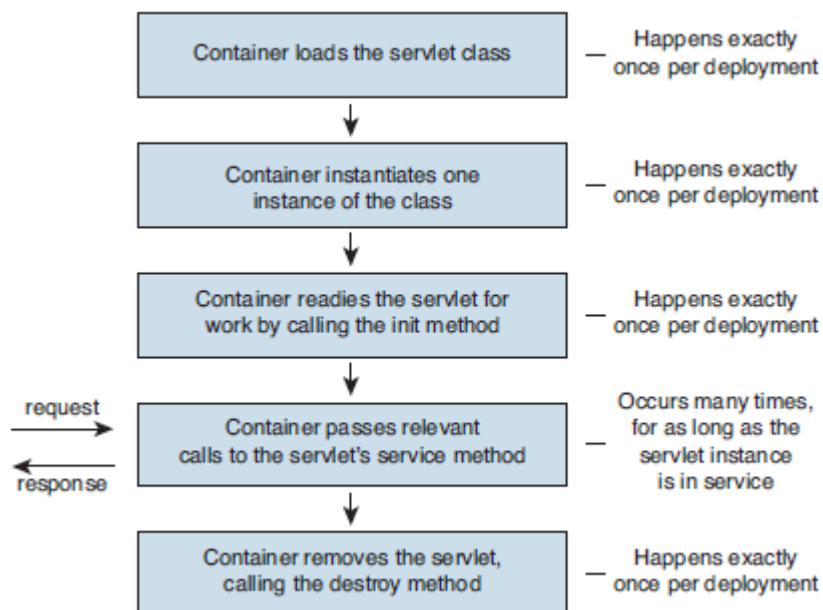 Container loads the servlet class
Happens exactly
once per deployment
Container instantiates one
instance of the class
Happens exactly
once per deployment
Container readies the servlet for
work by calling the init method
Happens exactly
once per deployment
request
response
Container passes relevant
calls to the servlet's service method
Occurs many times,
for as long as the
servlet instance
is in service
Container removes the servlet,
calling the destroy method
Happens exactly
once per deployment